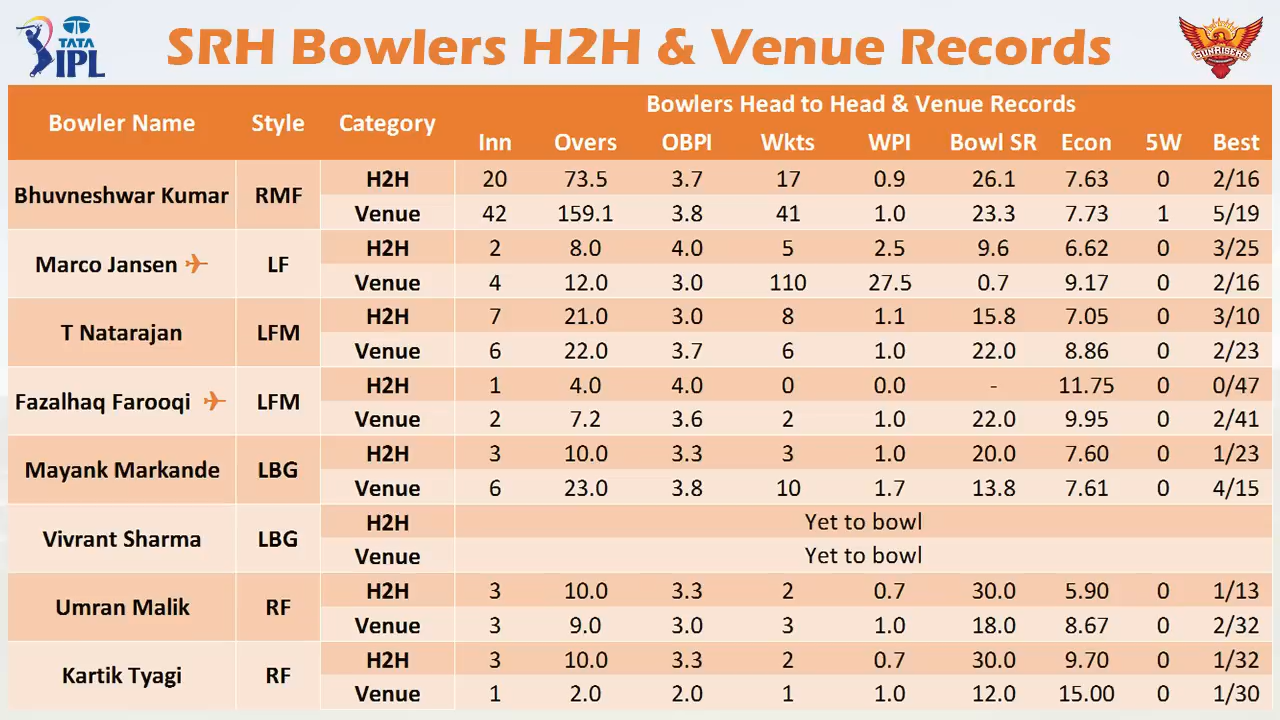 TATA
IPL
SRH Bowlers H2H & Venue Records
SUNRISERS
Bowler Name Style Category Bowlers Head to Head & Venue Records
Inn Overs OBPI Wkts WPI Bowl SR Econ 5W Best
Bhuvneshwar Kumar RMF H2H 20 73.5 3.7 17 0.9 26.1 7.63 0 2/16
Venue 42 159.1 3.8 41 1.0 23.3 7.73 1 5/19
Marco Jansen LF H2H 2 8.0 4.0 5 2.5 9.6 6.62 0 3/25
Venue 4 12.0 3.0 110 27.5 0.7 9.17 0 2/16
T Natarajan LFM H2H 7 21.0 3.0 8 1.1 15.8 7.05 0 3/10
Venue 6 22.0 3.7 6 1.0 22.0 8.86 0 2/23
Fazalhaq Farooqi LFM H2H 1 4.0 4.0 0 0.0 - 11.75 0 0/47
Venue 2 7.2 3.6 2 1.0 22.0 9.95 0 2/41
Mayank Markande LBG H2H 3 10.0 3.3 3 1.0 20.0 7.60 0 1/23
Venue 6 23.0 3.8 10 1.7 13.8 7.61 0 4/15
Vivrant Sharma LBG H2H Yet to bowl
Venue Yet to bowl
Umran Malik RF H2H 3 10.0 3.3 2 0.7 30.0 5.90 0 1/13
Venue 3 9.0 3.0 3 1.0 18.0 8.67 0 2/32
Kartik Tyagi RF H2H 3 10.0 3.3 2 0.7 30.0 9.70 0 1/32
Venue 1 2.0 2.0 1 1.0 12.0 15.00 0 1/30